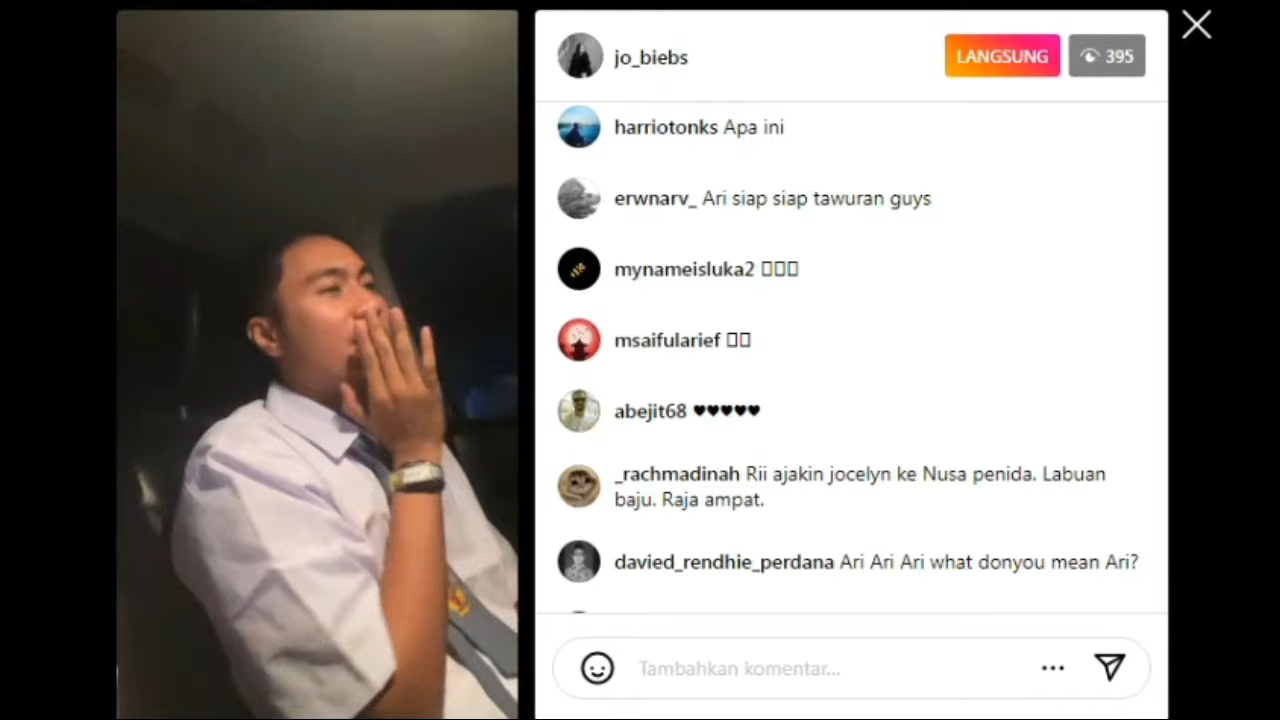 jo_biebs
LANGSUNG
395
harriotonks Apa ini
erwnarv_ Ari siap siap tawuran guys
mynameisluka2 □□□
msaifularief □□
abejit68 ♥♥♥♥♥
_rachmadinah Rii ajakin jocelyn ke Nusa penida. Labuan
baju. Raja ampat.
davied_rendhie_perdana Ari Ari Ari what donyou mean Ari?
Tambahkan komentar...